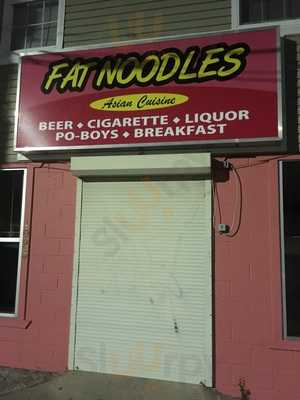 FAT NOODLES
Asian Cuisine
BEER ♦ CIGARETTE ♦ LIQUOR
PO-BOYS ♦ BREAKFAST